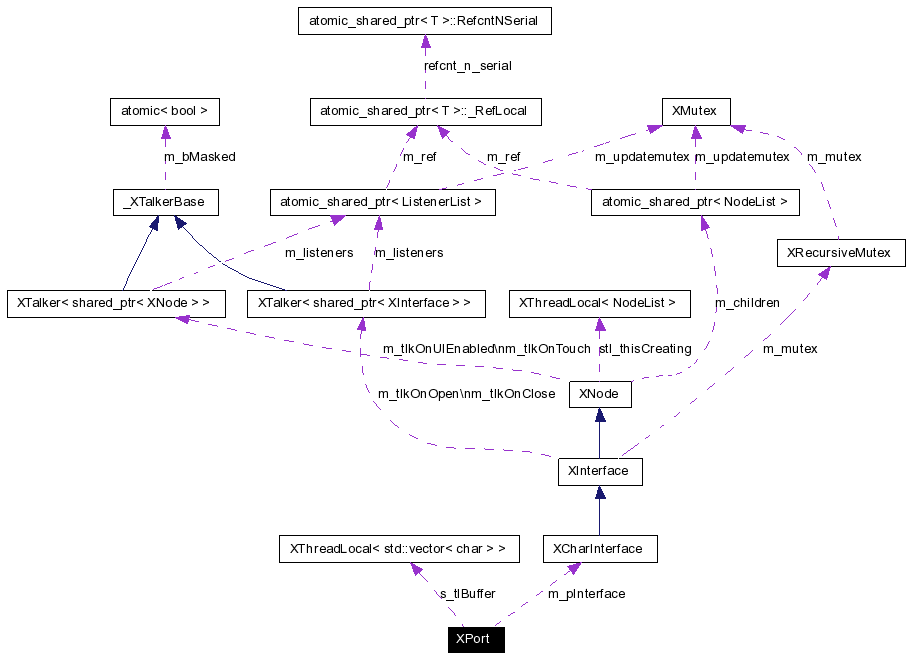 atomic_shared_ptr< T >::RefcntNSerial
refcnt_n_serial
atomic< bool >
atomic_shared_ptr< T >::_RefLocal
XMutex
m_bMasked
m_ref
m_ref
m_updatemutex
m_updatemutex
m_mutex
_XTalkerBase
atomic_shared_ptr< ListenerList >
atomic_shared_ptr< NodeList >
m_listeners
m_listeners
XRecursiveMutex
XTalker< shared_ptr< XNode > >
XTalker< shared_ptr< XInterface > >
XThreadLocal< NodeList >
m_children
m_tlkOnUIEnabled\nm_tlkOnTouch
stl_thisCreating
m_mutex
m_tlkOnOpen\nm_tlkOnClose
XNode
XInterface
XThreadLocal< std::vector< char > >
XCharInterface
s_tlBuffer
m_pInterface
XPort